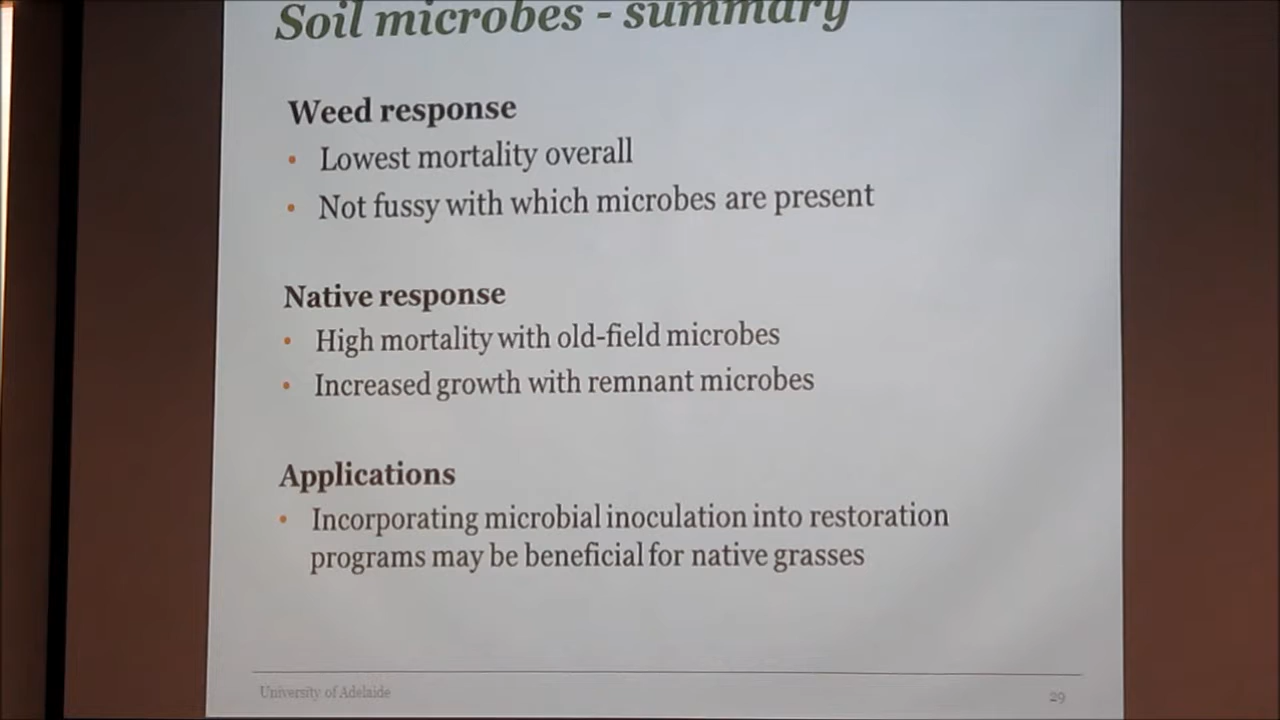 Soil microbes - summary
Weed response
• Lowest mortality overall
• Not fussy with which microbes are present
Native response
• High mortality with old-field microbes
• Increased growth with remnant microbes
Applications
• Incorporating microbial inoculation into restoration
programs may be beneficial for native grasses
University of Adelaide
29